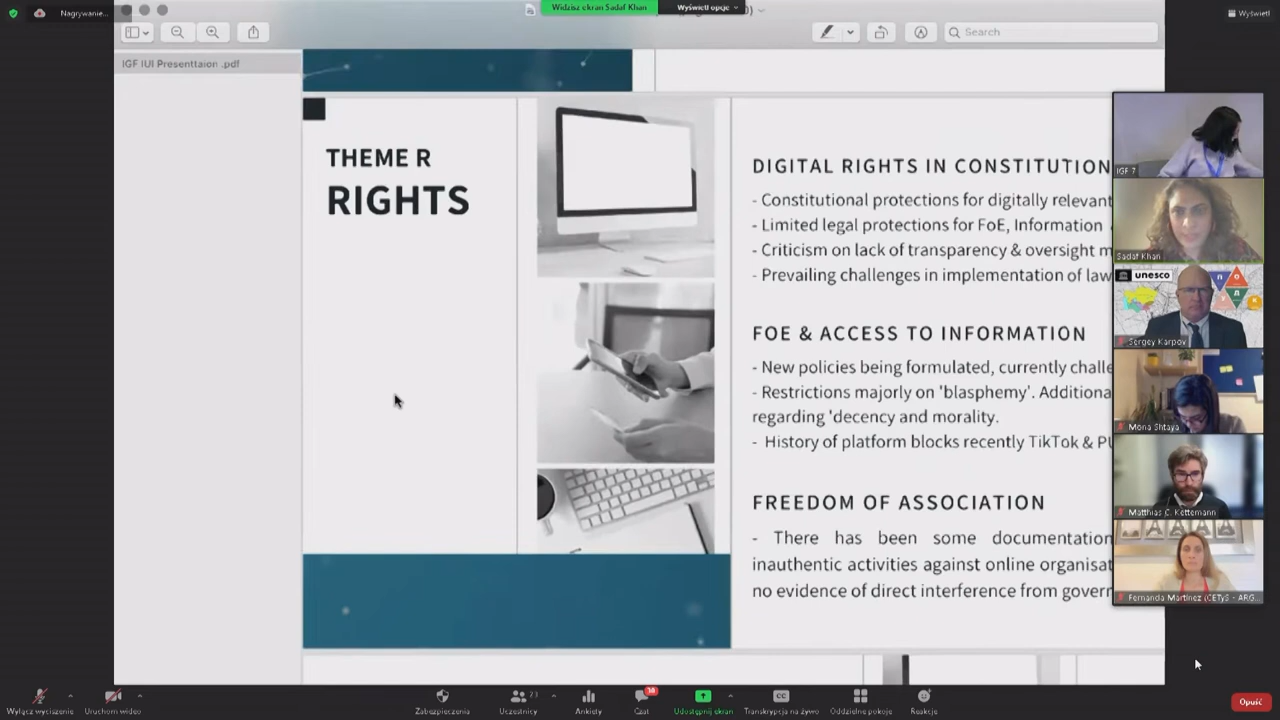 Nagrywanie...
Widzisz ekran Sadaf Khan
Wyświetl opcje
Wyświetl
Search
IGF IUI Presenttaion .pdf
THEME R
RIGHTS
DIGITAL RIGHTS IN CONSTITUTION
- Constitutional protections for digitally relevant
- Limited legal protections for FoE, Information
- Criticism on lack of transparency & oversight
- Prevailing challenges in implementation of law
FOE & ACCESS TO INFORMATION
- New policies being formulated, currently
- Restrictions majorly on 'blasphemy'.
regarding 'decency and morality.
- History of platform blocks recently TikTok &
FREEDOM OF ASSOCIATION
- There has been some documentation
inauthentic activities against online
no evidence of direct interference from
IGF 7
Sadaf Khan
unesco
Sergey Karpov
Mona Shtaya
Matthias C. Kettemann
Fernanda Martinez (CETyS - ARG...
Wyłącz wyciszenie
Uruchom wideo
Zabezpieczenia
Uczestnicy
Ankiety
Czat
Udostępnij ekran
Transkrypcja na żywo
Oddzielne pokoje
Reakcje
Opuść